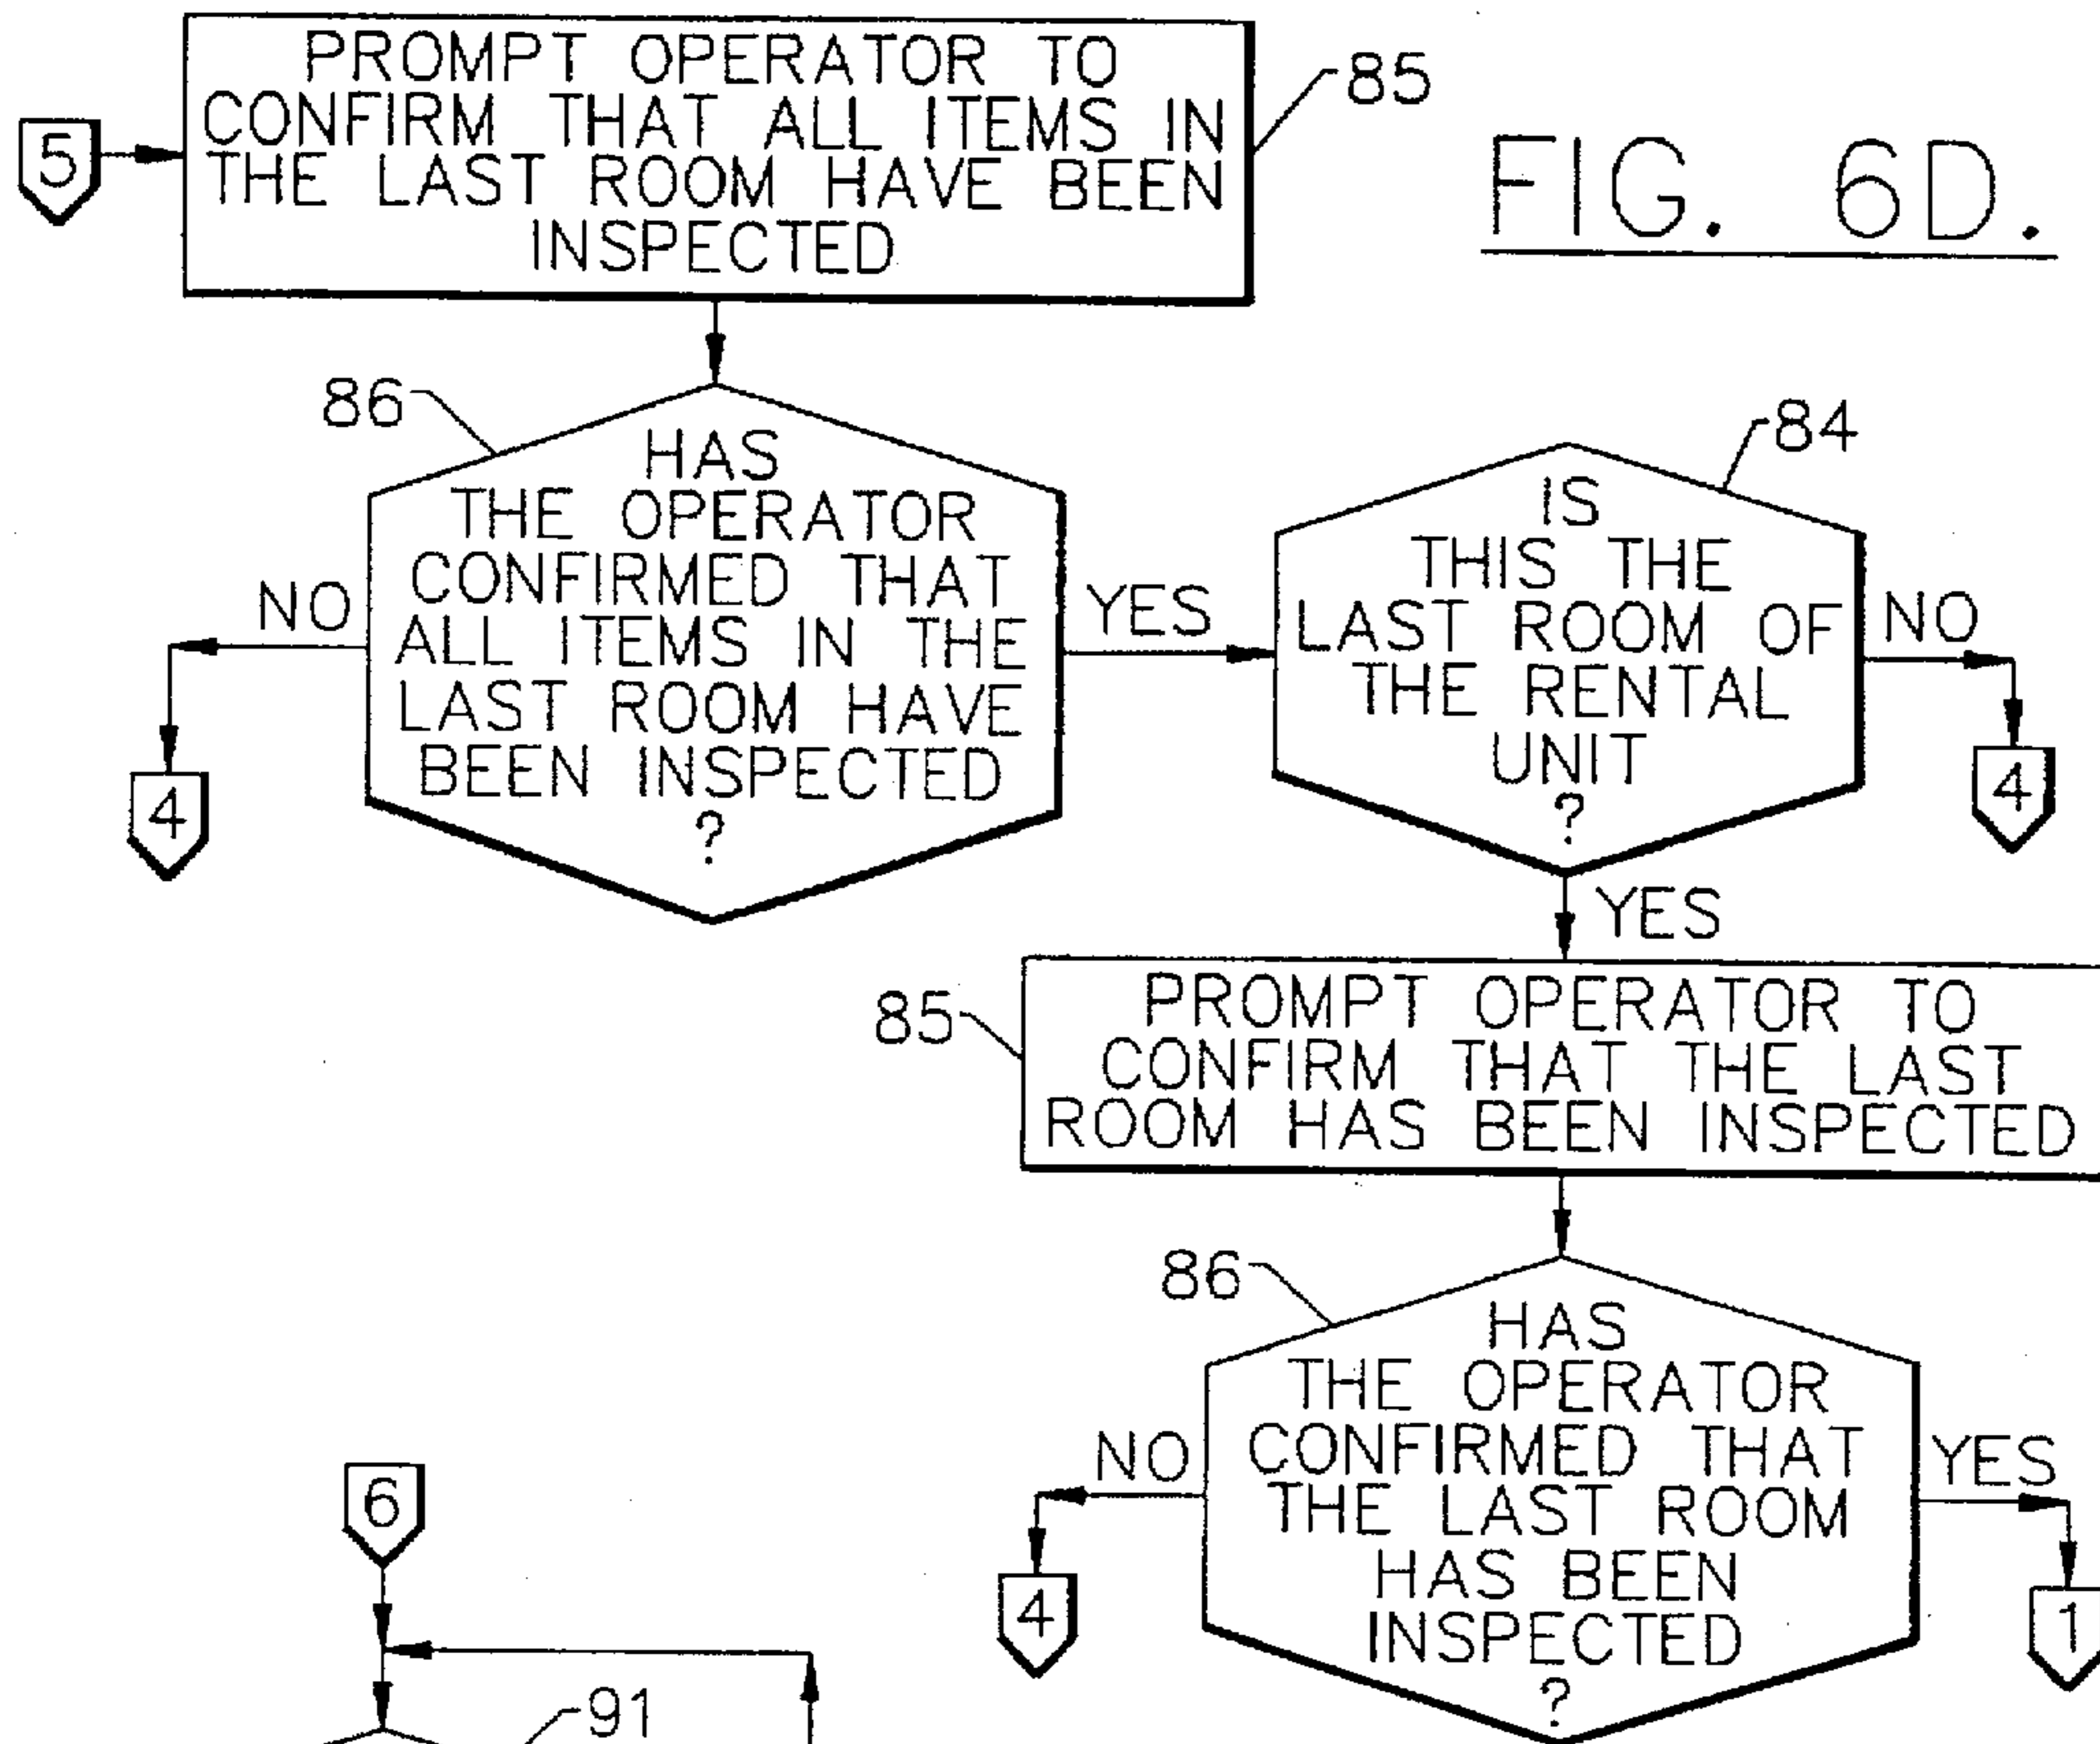 PROMPT OPERATOR TO
CONFIRM THAT ALL ITEMS IN
THE LAST ROOM HAVE BEEN
INSPECTED
85
5
FIG. 6D.
86
HAS
THE OPERATOR
CONFIRMED THAT
ALL ITEMS IN THE
LAST ROOM HAVE
BEEN INSPECTED
?
NO
4
YES
84
IS
THIS THE
LAST ROOM OF
THE RENTAL
UNIT
?
NO
4
YES
85
PROMPT OPERATOR TO
CONFIRM THAT THE LAST
ROOM HAS BEEN INSPECTED
86
HAS
THE OPERATOR
CONFIRMED THAT
THE LAST ROOM
HAS BEEN
INSPECTED
?
NO
4
YES
1
6
91